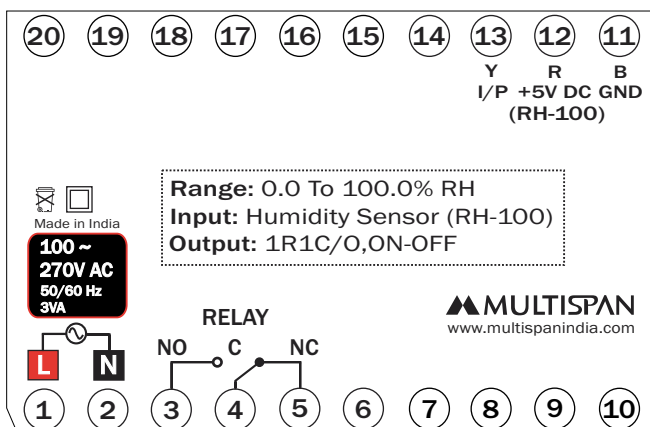 20 19 18 17 16 15 14 13 12 11
Y R B
I/P +5V DC GND
(RH-100)
Range: 0.0 To 100.0% RH
Input: Humidity Sensor (RH-100)
Output: 1R1C/O,ON-OFF
Made in India
100 ~
270V AC
50/60 Hz
3VA
MULTISPAN
www.multispanindia.com
RELAY
NO C NC
L N
1 2 3 4 5 6 7 8 9 10